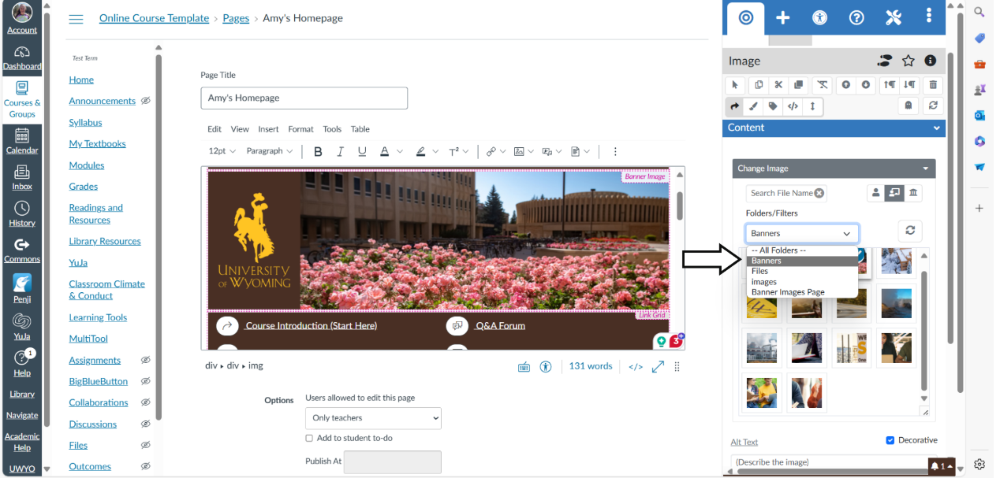 Account
Dashboard
Courses &
Groups
Calendar
Inbox
History
Commons
Penji
YuJa
1
Help
Library
Navigate
Academic
Help
UWYO
Online Course Template > Pages > Amy's Homepage
Test Term
Home
Announcements
Syllabus
My Textbooks
Modules
Grades
Readings and
Resources
Library Resources
YuJa
Classroom Climate
& Conduct
Learning Tools
MultiTool
Assignments
BigBlueButton
Collaborations
Discussions
Files
Outcomes
Page Title
Amy's Homepage
Edit View Insert Format Tools Table
12pt Paragraph B I U A T²
Banner Image
UNIVERSITY
OF WYOMING
Link Grid
Course Introduction (Start Here) Q&A Forum
3
div ▸ div ▸ img
131 words </>
Options
Users allowed to edit this page
Only teachers
Add to student to-do
Publish At
Image
Content
Change Image
Search File Name
Folders/Filters
Banners
-- All Folders --
Banners
Files
images
Banner Images Page
Alt Text
Decorative
(Describe the image)
1